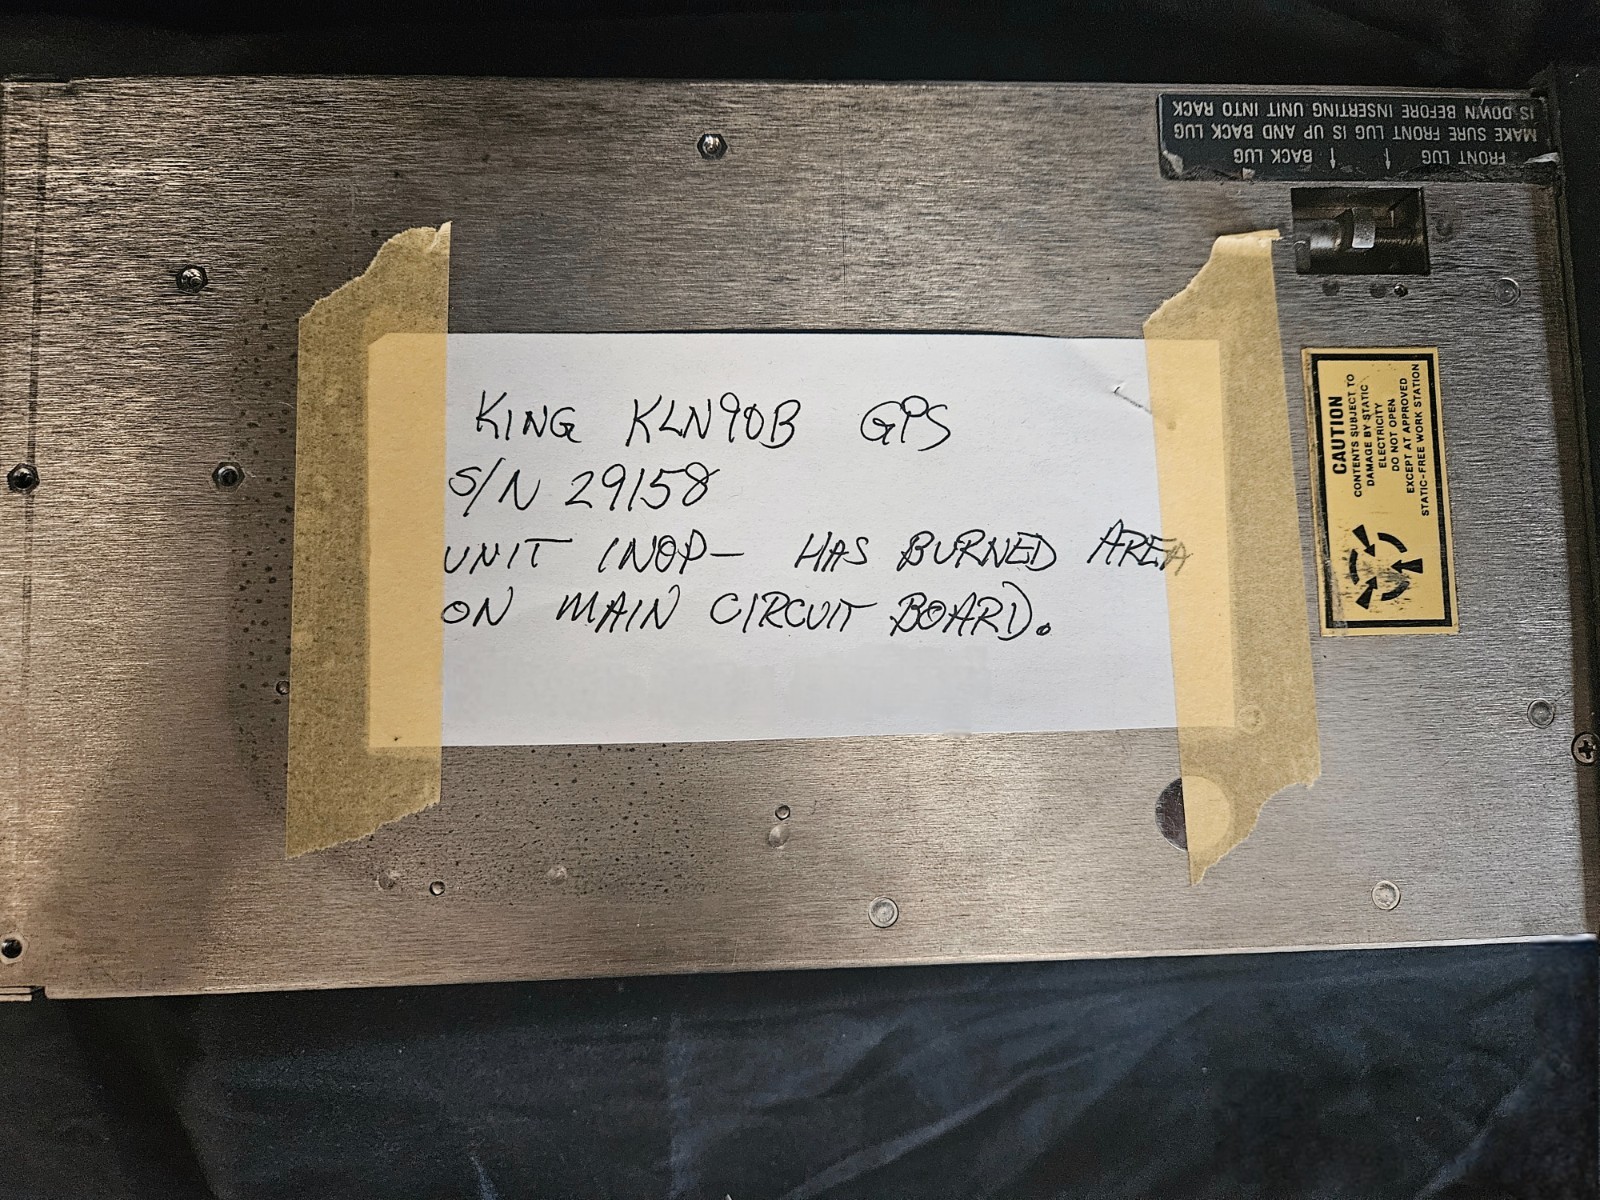 FRONT LUG ↑ ↑ BACK LUG
MAKE SURE FRONT LUG IS UP AND BACK LUG
IS DOWN BEFORE INSERTING UNIT INTO RACK
KING KLN90B GPS
S/N 29158
UNIT INOP- HAS BURNED AREA
ON MAIN CIRCUIT BOARD.
CAUTION
CONTENTS SUBJECT TO
DAMAGE BY STATIC
ELECTRICITY
DO NOT OPEN
EXCEPT AT APPROVED
STATIC-FREE WORK STATION